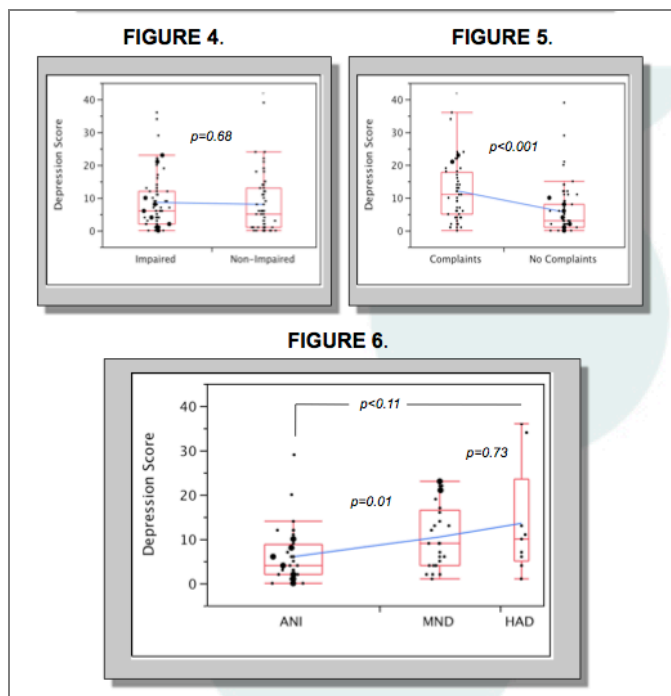 FIGURE 4.
FIGURE 5.
40
30
20
10
0
Depression Score
p=0.68
Impaired
Non-Impaired
40
30
20
10
0
Depression Score
p<0.001
Complaints
No Complaints
FIGURE 6.
40
30
20
10
0
Depression Score
p<0.11
p=0.73
p=0.01
ANI
MND
HAD